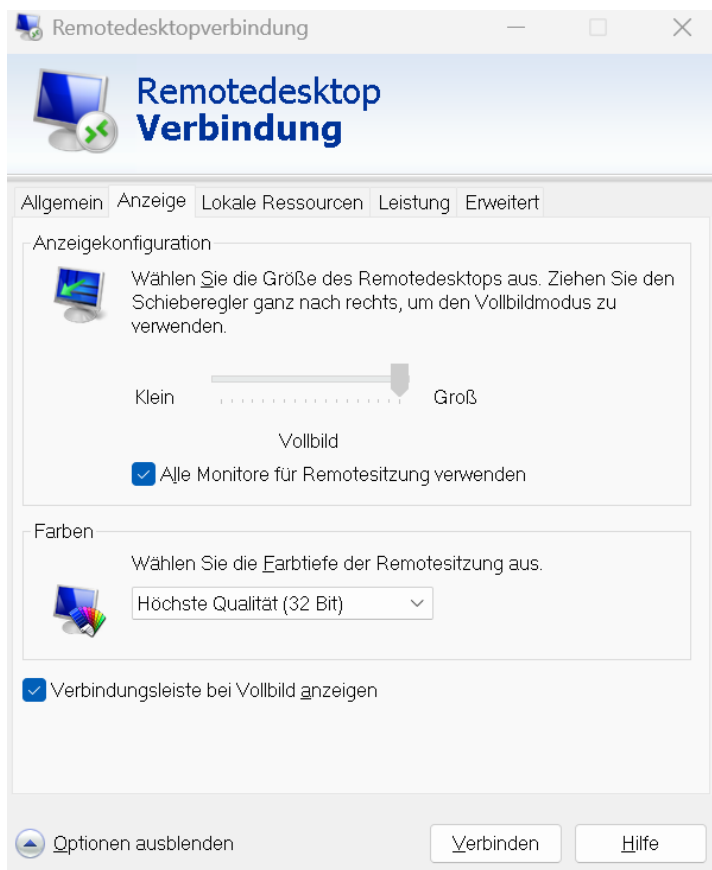 Remotedesktopverbindung
Remotedesktop
Verbindung
Allgemein Anzeige Lokale Ressourcen Leistung Erweitert
Anzeigekonfiguration
Wählen Sie die Größe des Remotedesktops aus. Ziehen Sie den
Schieberegler ganz nach rechts, um den Vollbildmodus zu
verwenden.
Klein Groß
Vollbild
Alle Monitore für Remotesitzung verwenden
Farben
Wählen Sie die Farbtiefe der Remotesitzung aus.
Höchste Qualität (32 Bit)
Verbindungsleiste bei Vollbild anzeigen
Optionen ausblenden Verbinden Hilfe